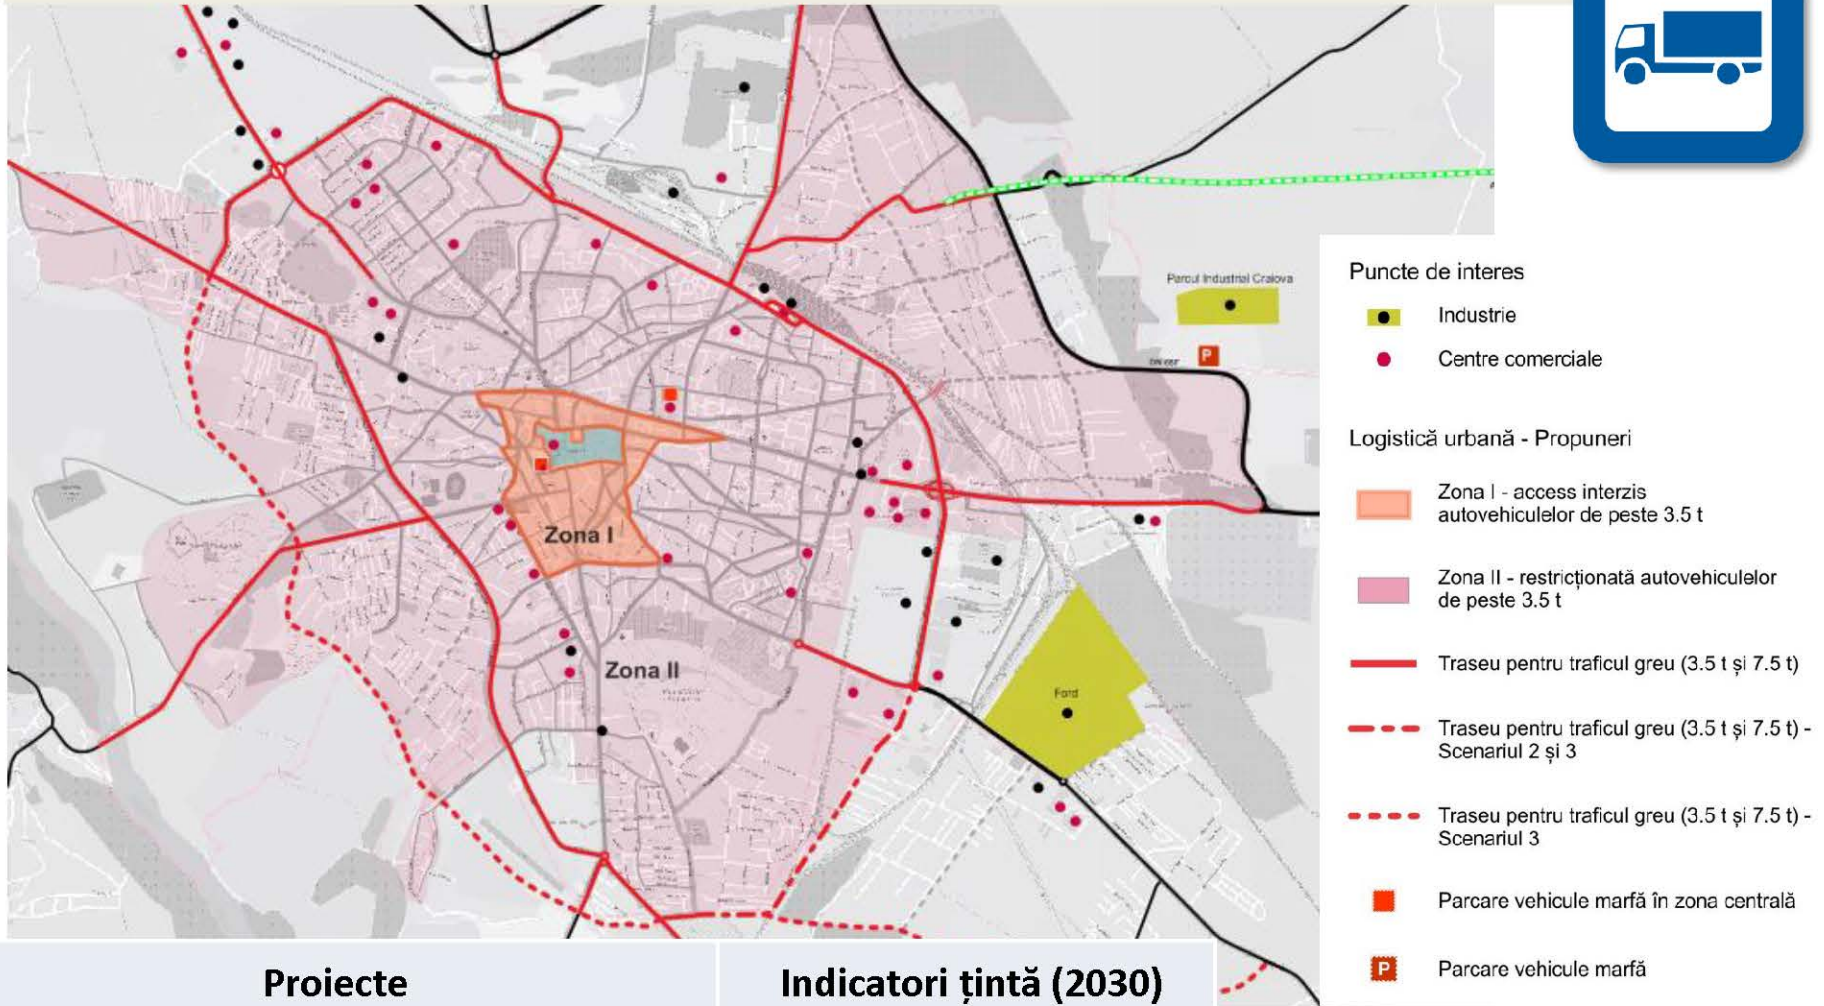 Parcul Industrial Craiova
P
Zona I
Zona II
Ford
Puncte de interes
Industrie
Centre comerciale
Logistică urbană - Propuneri
Zona I - access interzis
autovehiculelor de peste 3.5 t
Zona II - restricționată autovehiculelor
de peste 3.5 t
Traseu pentru traficul greu (3.5 t și 7.5 t)
Traseu pentru traficul greu (3.5 t și 7.5 t) -
Scenariul 2 și 3
Traseu pentru traficul greu (3.5 t și 7.5 t) -
Scenariul 3
Parcare vehicule marfă în zona centrală
P
Parcare vehicule marfă
Proiecte
Indicatori țintă (2030)